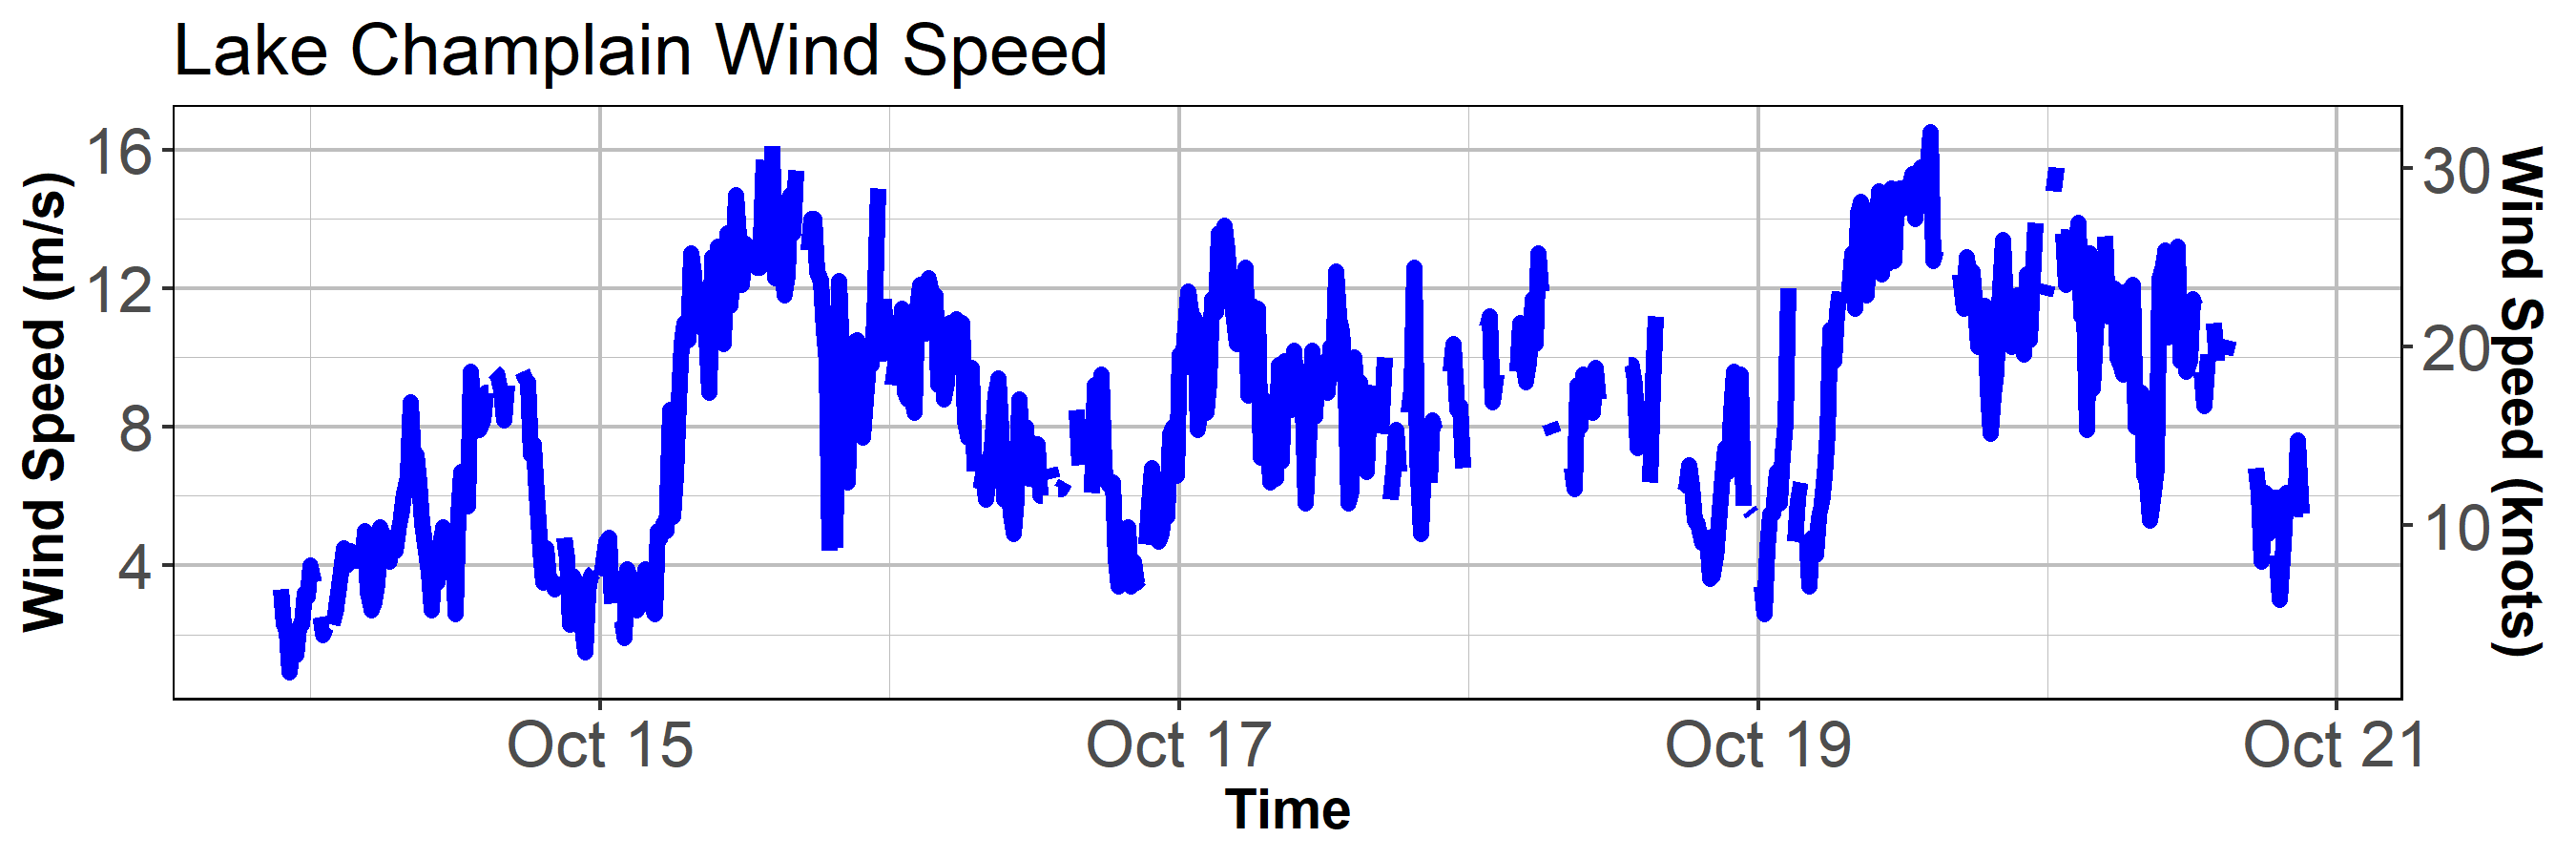 Lake Champlain Wind Speed
Wind Speed (m/s)
16
12
8
4
30
20
10
Wind Speed (knots)
Oct 15 Oct 17 Oct 19 Oct 21
Time